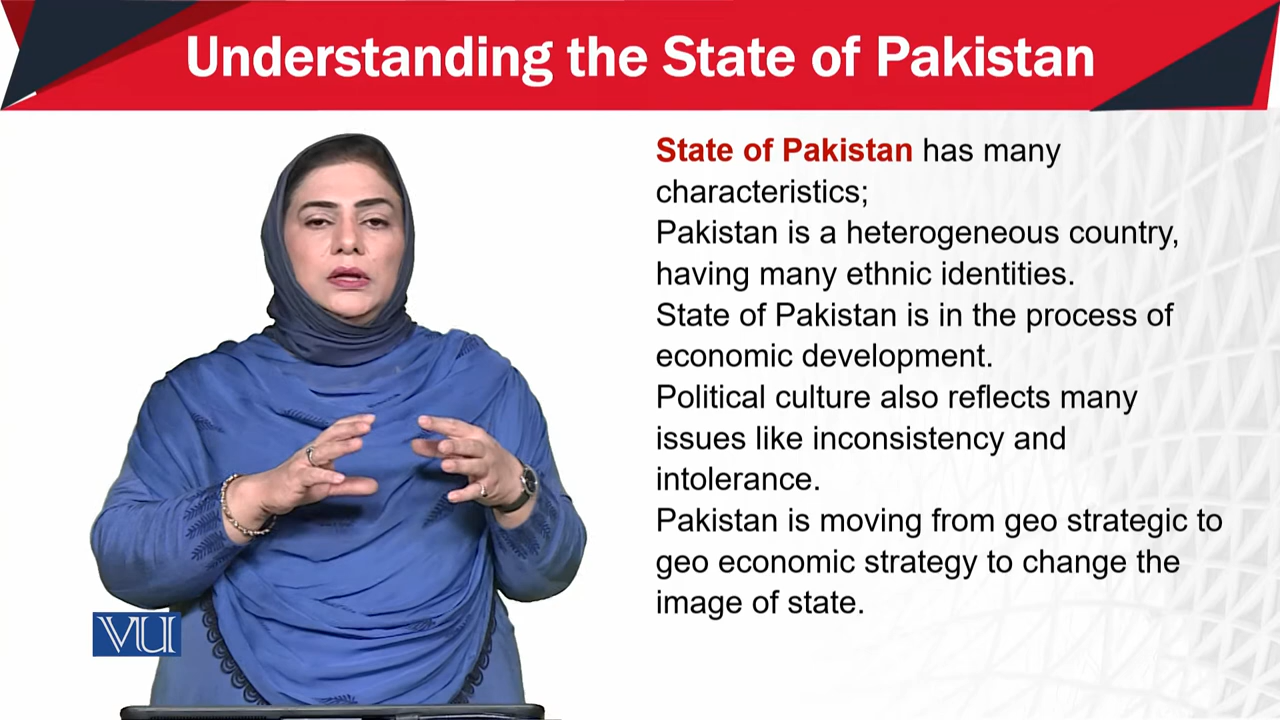 Understanding the State of Pakistan
State of Pakistan has many
characteristics;
Pakistan is a heterogeneous country,
having many ethnic identities.
State of Pakistan is in the process of
economic development.
Political culture also reflects many
issues like inconsistency and
intolerance.
Pakistan is moving from geo strategic to
geo economic strategy to change the
image of state.
VU